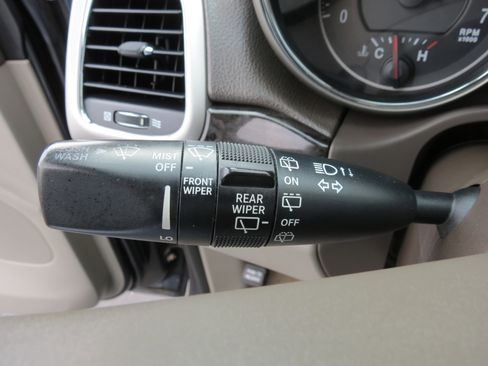 0
7
RPM
x1000
C
H
WASH
MIST
OFF
FRONT
WIPER
LO
REAR
WIPER
ON
OFF